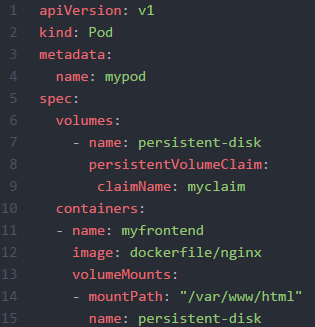 1 apiVersion: v1
2 kind: Pod
3 metadata:
4   name: mypod
5 spec:
6   volumes:
7     - name: persistent-disk
8       persistentVolumeClaim:
9        claimName: myclaim
10   containers:
11   - name: myfrontend
12     image: dockerfile/nginx
13     volumeMounts:
14     - mountPath: "/var/www/html"
15       name: persistent-disk